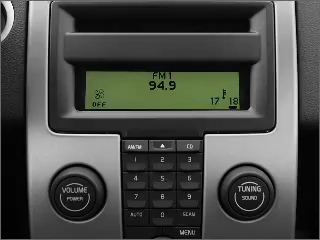 FM1
94.9
OFF
17 18
AM/FM CD
1 2 3
4 5 6
7 8 9
AUTO 0 SCAN
MENU
VOLUME
POWER
TUNING
SOUND